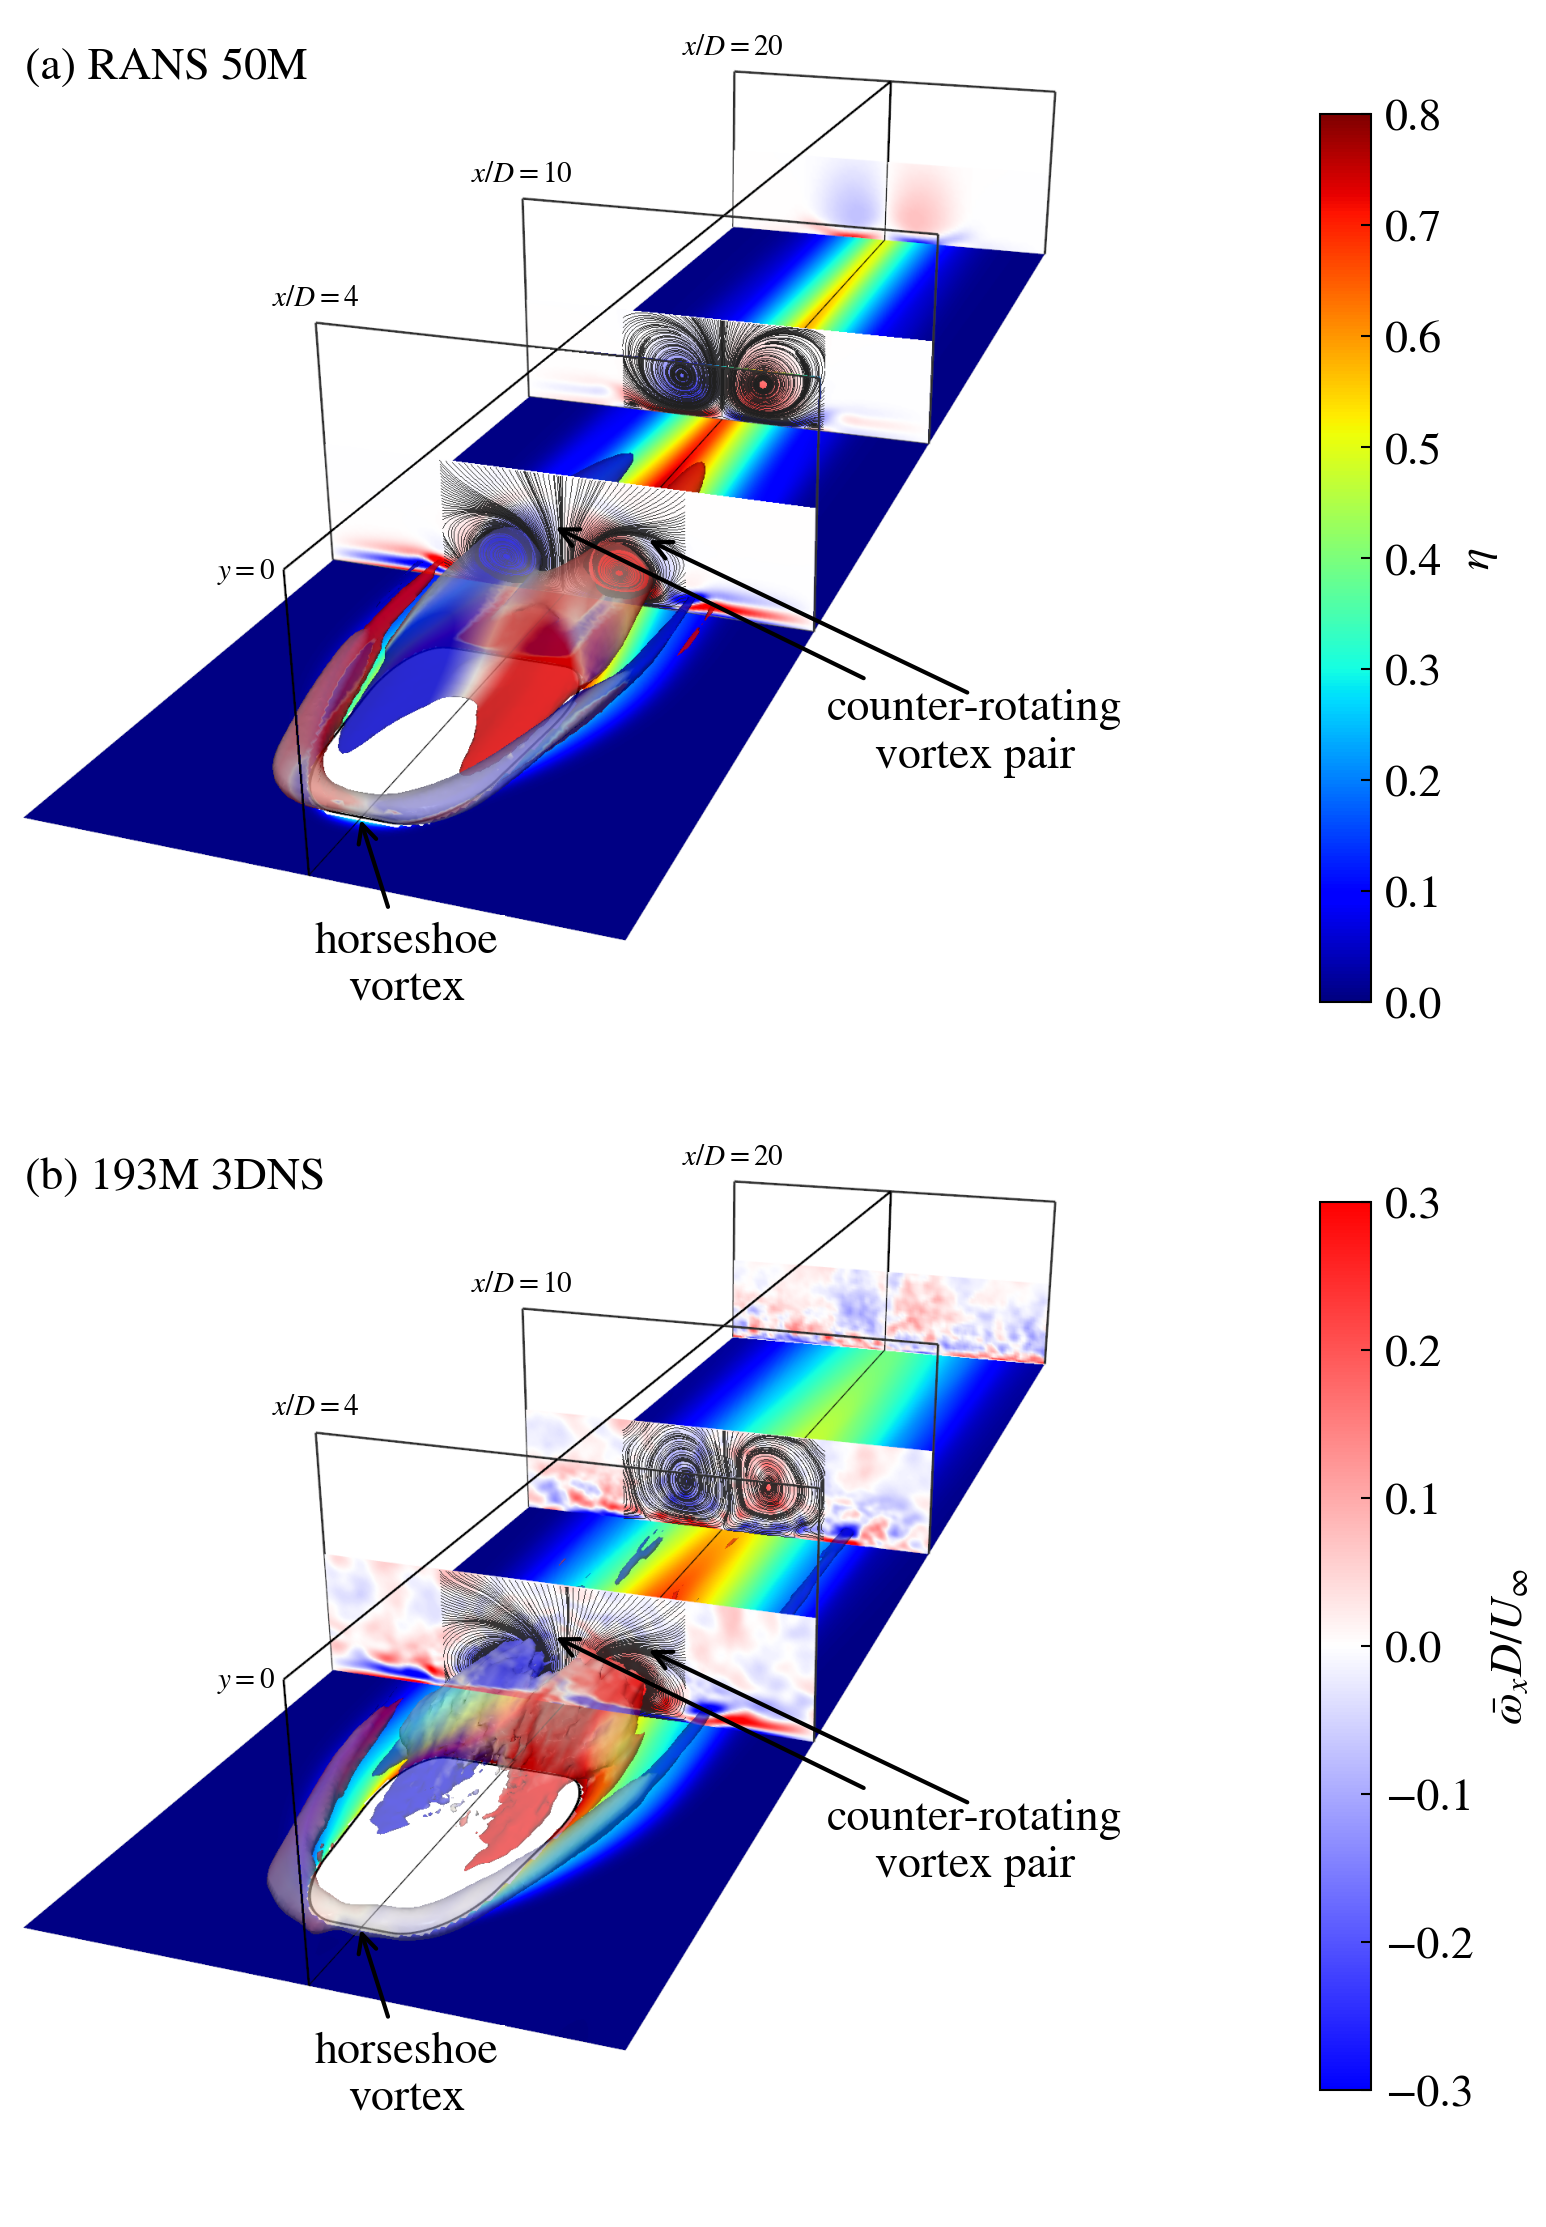 (a) RANS 50M
x/D = 20
x/D = 10
x/D = 4
y = 0
counter-rotating
vortex pair
horseshoe
vortex
0.8
0.7
0.6
0.5
0.4
0.3
0.2
0.1
0.0
η
(b) 193M 3DNS
x/D = 20
x/D = 10
x/D = 4
y = 0
counter-rotating
vortex pair
horseshoe
vortex
0.3
0.2
0.1
0.0
−0.1
−0.2
−0.3
ω̄ₓD/U∞